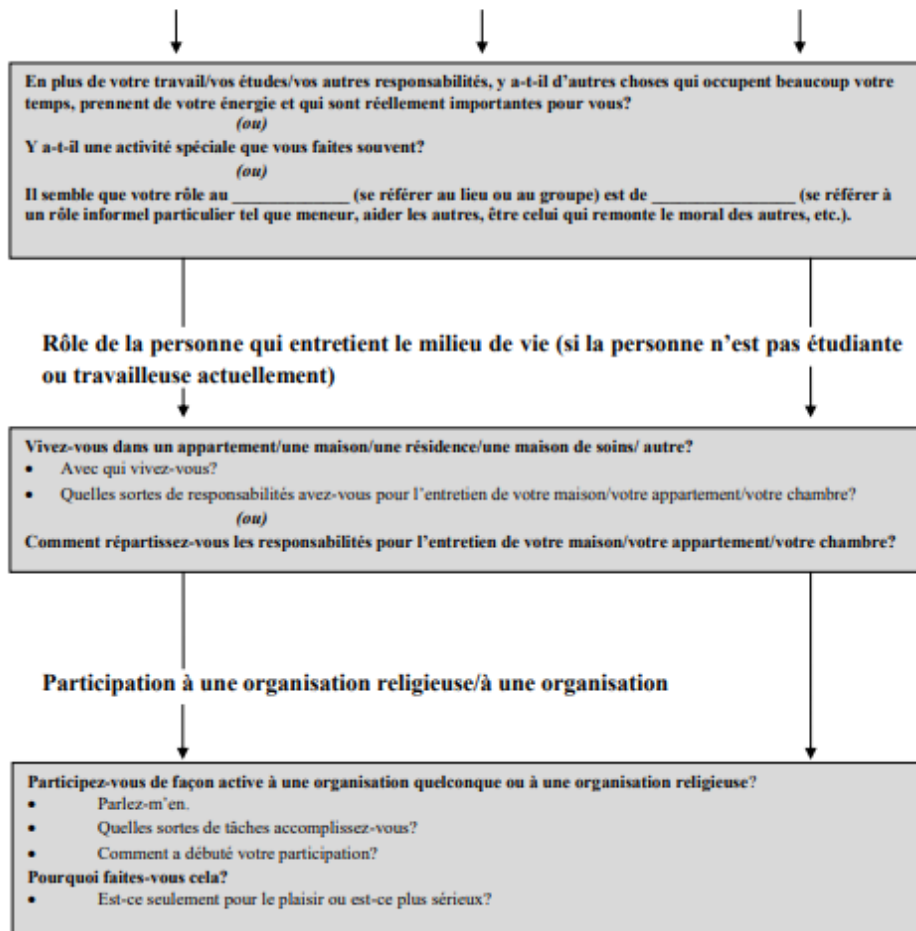 En plus de votre travail/vos études/vos autres responsabilités, y a-t-il d'autres choses qui occupent beaucoup votre
temps, prennent de votre énergie et qui sont réellement importantes pour vous?
(ou)
Y a-t-il une activité spéciale que vous faites souvent?
(ou)
Il semble que votre rôle au ______________ (se référer au lieu ou au groupe) est de _________________ (se référer à
un rôle informel particulier tel que meneur, aider les autres, être celui qui remonte le moral des autres, etc.).
Rôle de la personne qui entretient le milieu de vie (si la personne n'est pas étudiante
ou travailleuse actuellement)
Vivez-vous dans un appartement/une maison/une résidence/une maison de soins/ autre?
• Avec qui vivez-vous?
• Quelles sortes de responsabilités avez-vous pour l'entretien de votre maison/votre appartement/votre chambre?
(ou)
Comment répartissez-vous les responsabilités pour l'entretien de votre maison/votre appartement/votre chambre?
Participation à une organisation religieuse/à une organisation
Participez-vous de façon active à une organisation quelconque ou à une organisation religieuse?
• Parlez-m'en.
• Quelles sortes de tâches accomplissez-vous?
• Comment a débuté votre participation?
Pourquoi faites-vous cela?
• Est-ce seulement pour le plaisir ou est-ce plus sérieux?